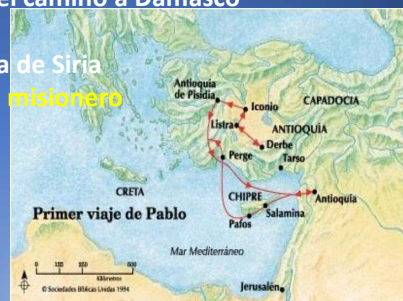 el camino a Damasco
a de Siria
misionero
Antioquía
de Pisidia
Iconio
CAPADOCIA
Listra
ANTIOQUÍA
Derbe
Tarso
Perge
CRETA
CHIPRE
Antioquía
Salamina
Primer viaje de Pablo
Pafos
Mar Mediterráneo
Kilómetros
© Sociedades Bíblicas Unidas 1994
Jerusalén